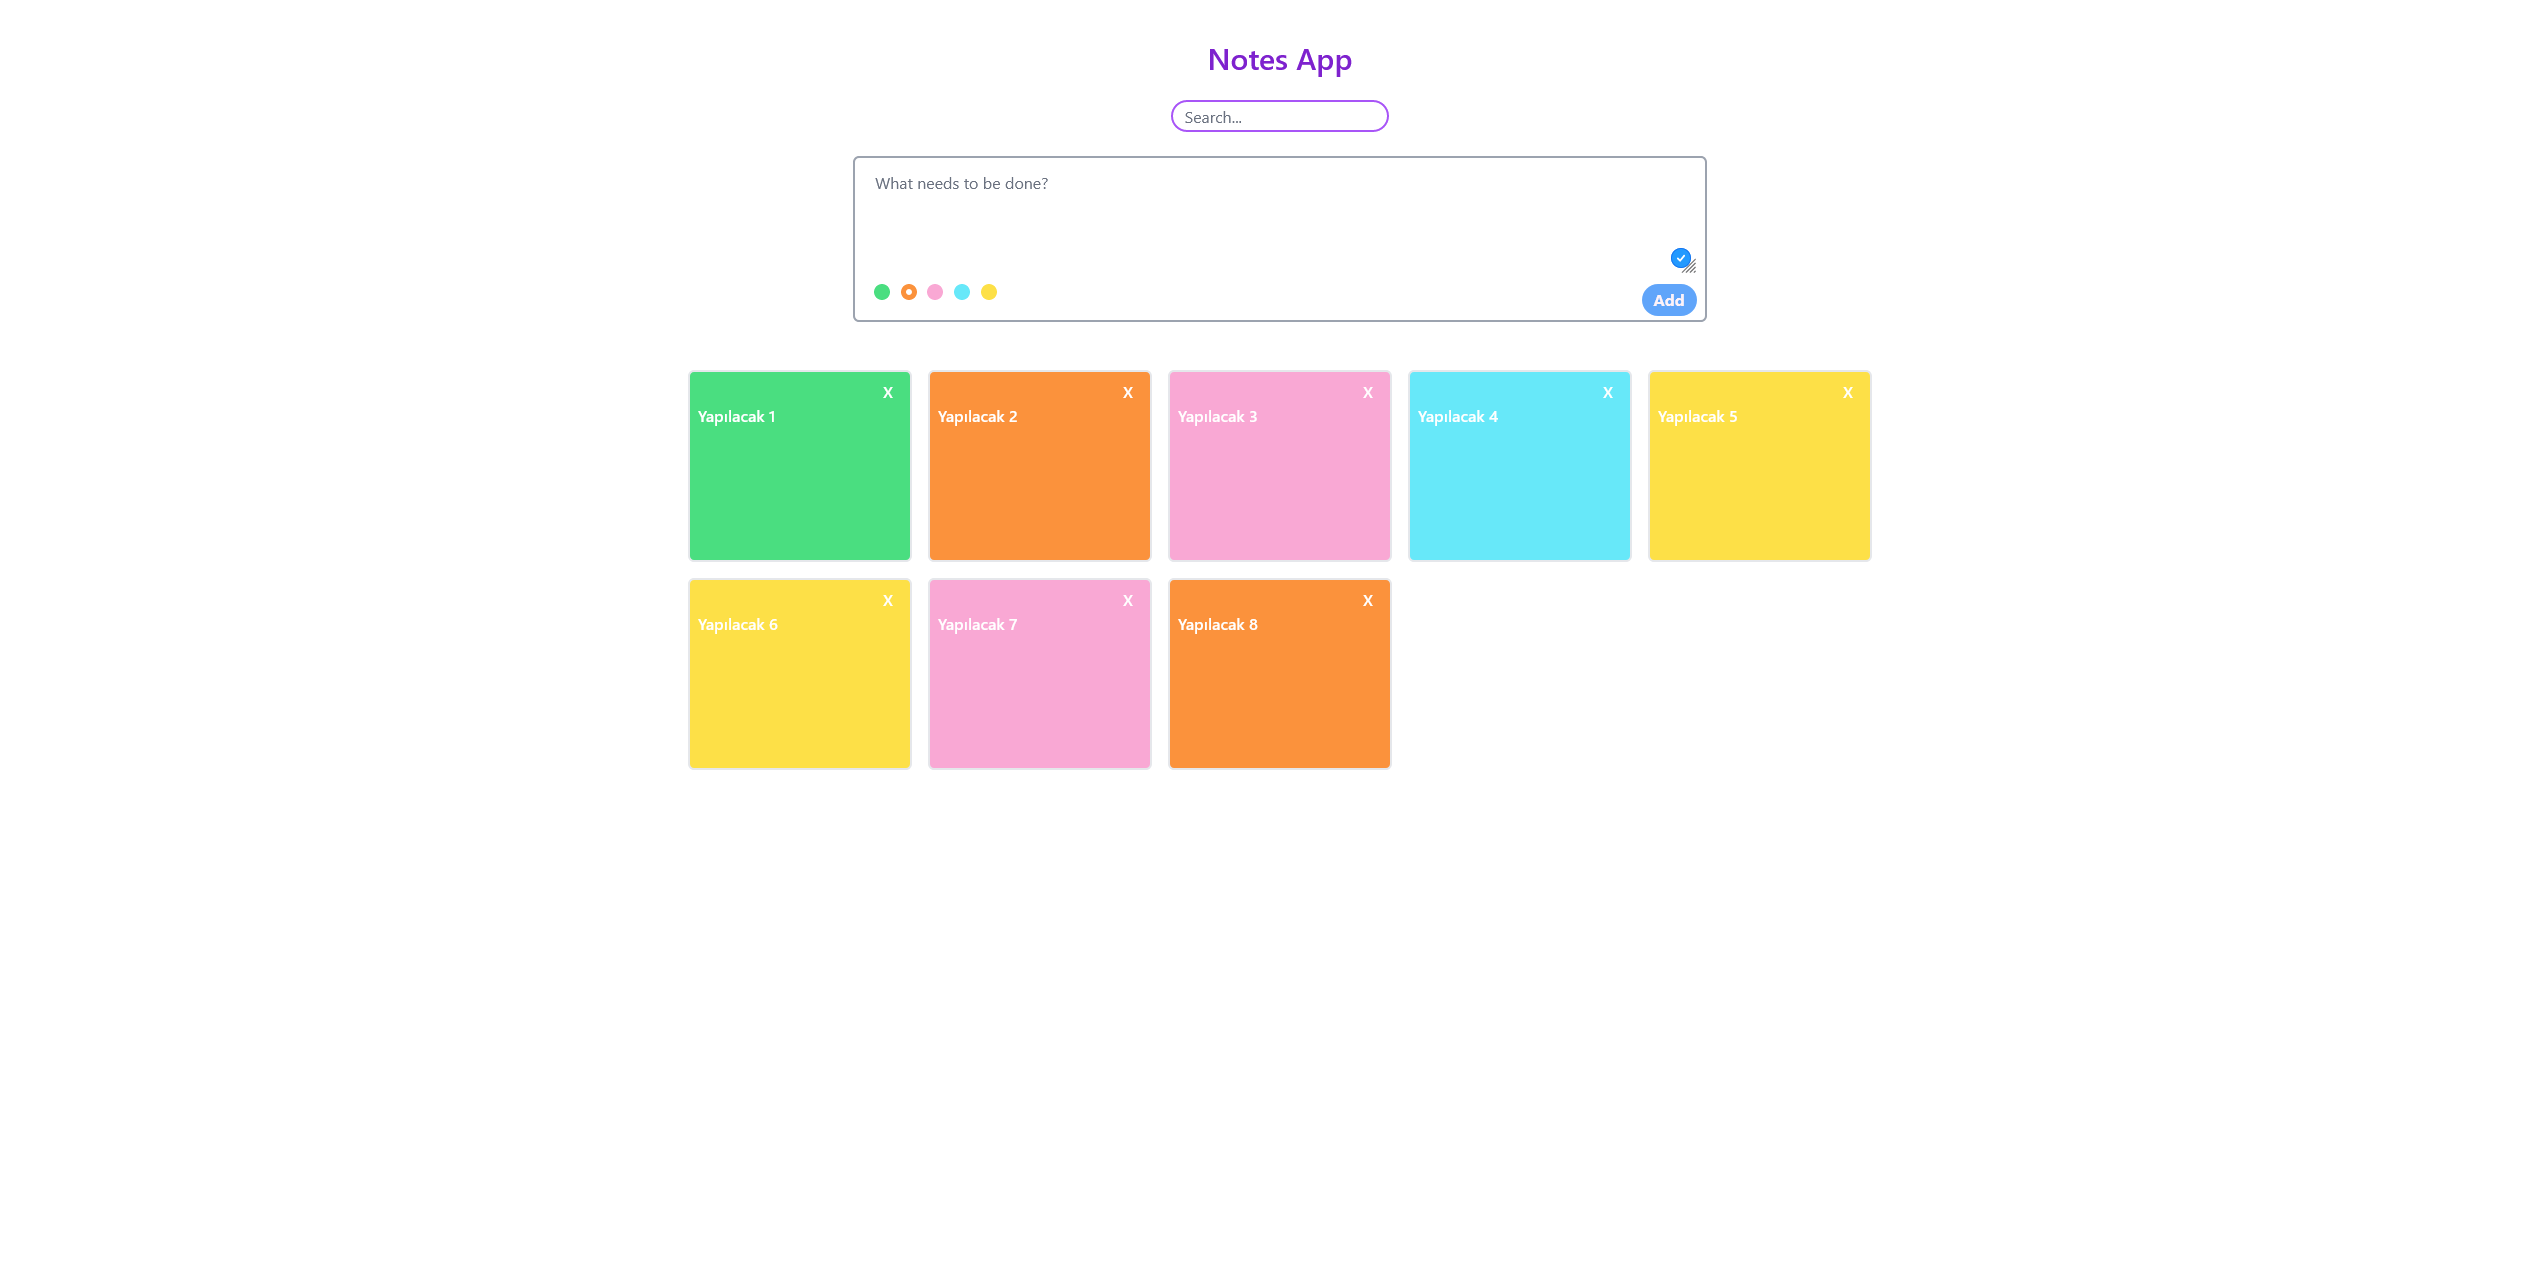 Notes App
Search...
What needs to be done?
Add
X
Yapılacak 1
X
Yapılacak 2
X
Yapılacak 3
X
Yapılacak 4
X
Yapılacak 5
X
Yapılacak 6
X
Yapılacak 7
X
Yapılacak 8